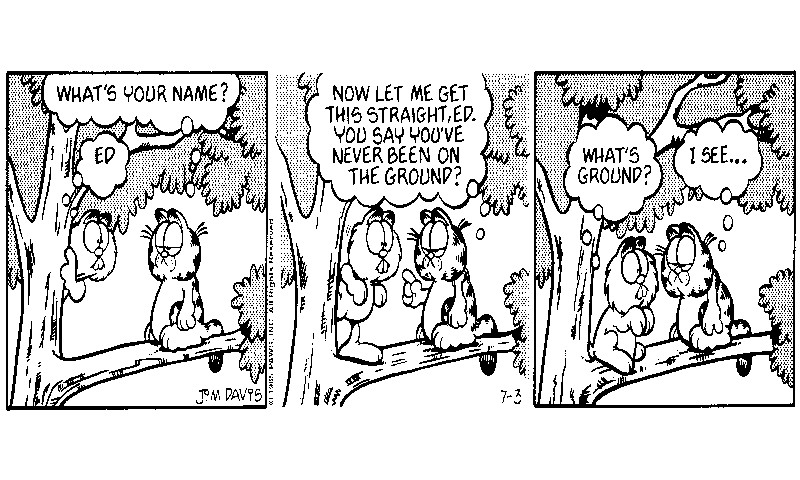 WHAT'S YOUR NAME?
ED
JIM DAVIS
NOW LET ME GET
THIS STRAIGHT, ED.
YOU SAY YOU'VE
NEVER BEEN ON
THE GROUND?
7-3
WHAT'S
GROUND?
I SEE...